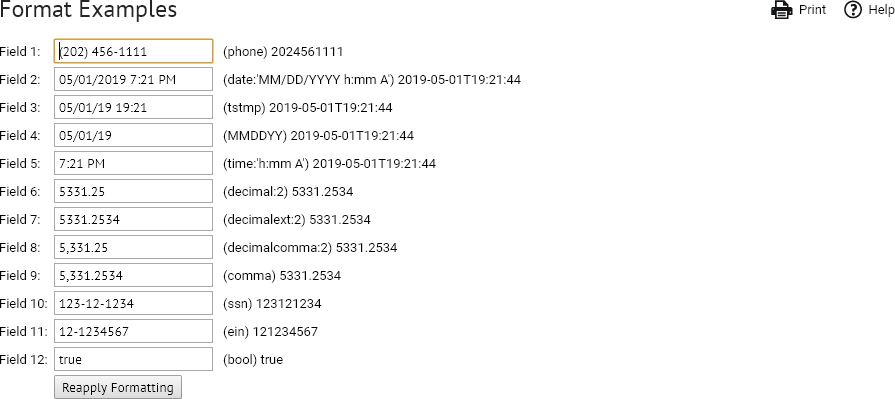 Format Examples
Print
Help
Field 1: (202) 456-1111 (phone) 2024561111
Field 2: 05/01/2019 7:21 PM (date:'MM/DD/YYYY h:mm A') 2019-05-01T19:21:44
Field 3: 05/01/19 19:21 (tstmp) 2019-05-01T19:21:44
Field 4: 05/01/19 (MMDDYY) 2019-05-01T19:21:44
Field 5: 7:21 PM (time:'h:mm A') 2019-05-01T19:21:44
Field 6: 5331.25 (decimal:2) 5331.2534
Field 7: 5331.2534 (decimalext:2) 5331.2534
Field 8: 5,331.25 (decimalcomma:2) 5331.2534
Field 9: 5,331.2534 (comma) 5331.2534
Field 10: 123-12-1234 (ssn) 123121234
Field 11: 12-1234567 (ein) 121234567
Field 12: true (bool) true
Reapply Formatting